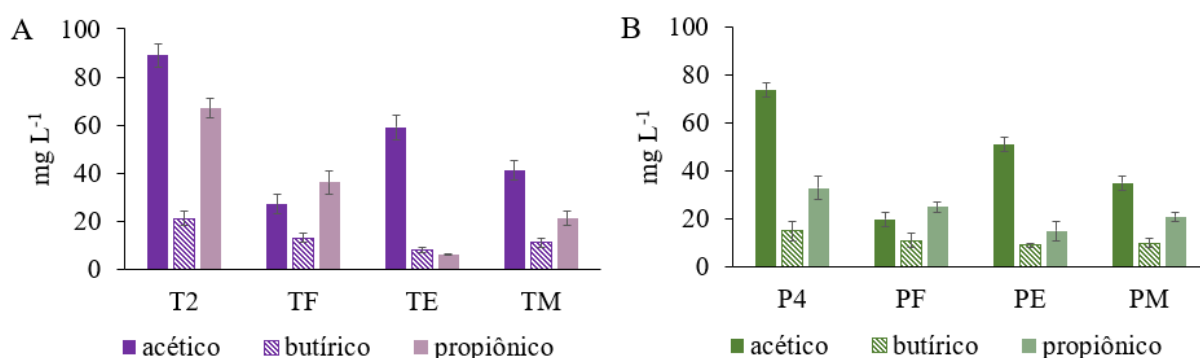 A
mg L⁻¹
100
80
60
40
20
0
T2 TF TE TM
acético butírico propiônico
B
mg L⁻¹
100
80
60
40
20
0
P4 PF PE PM
acético butírico propiônico